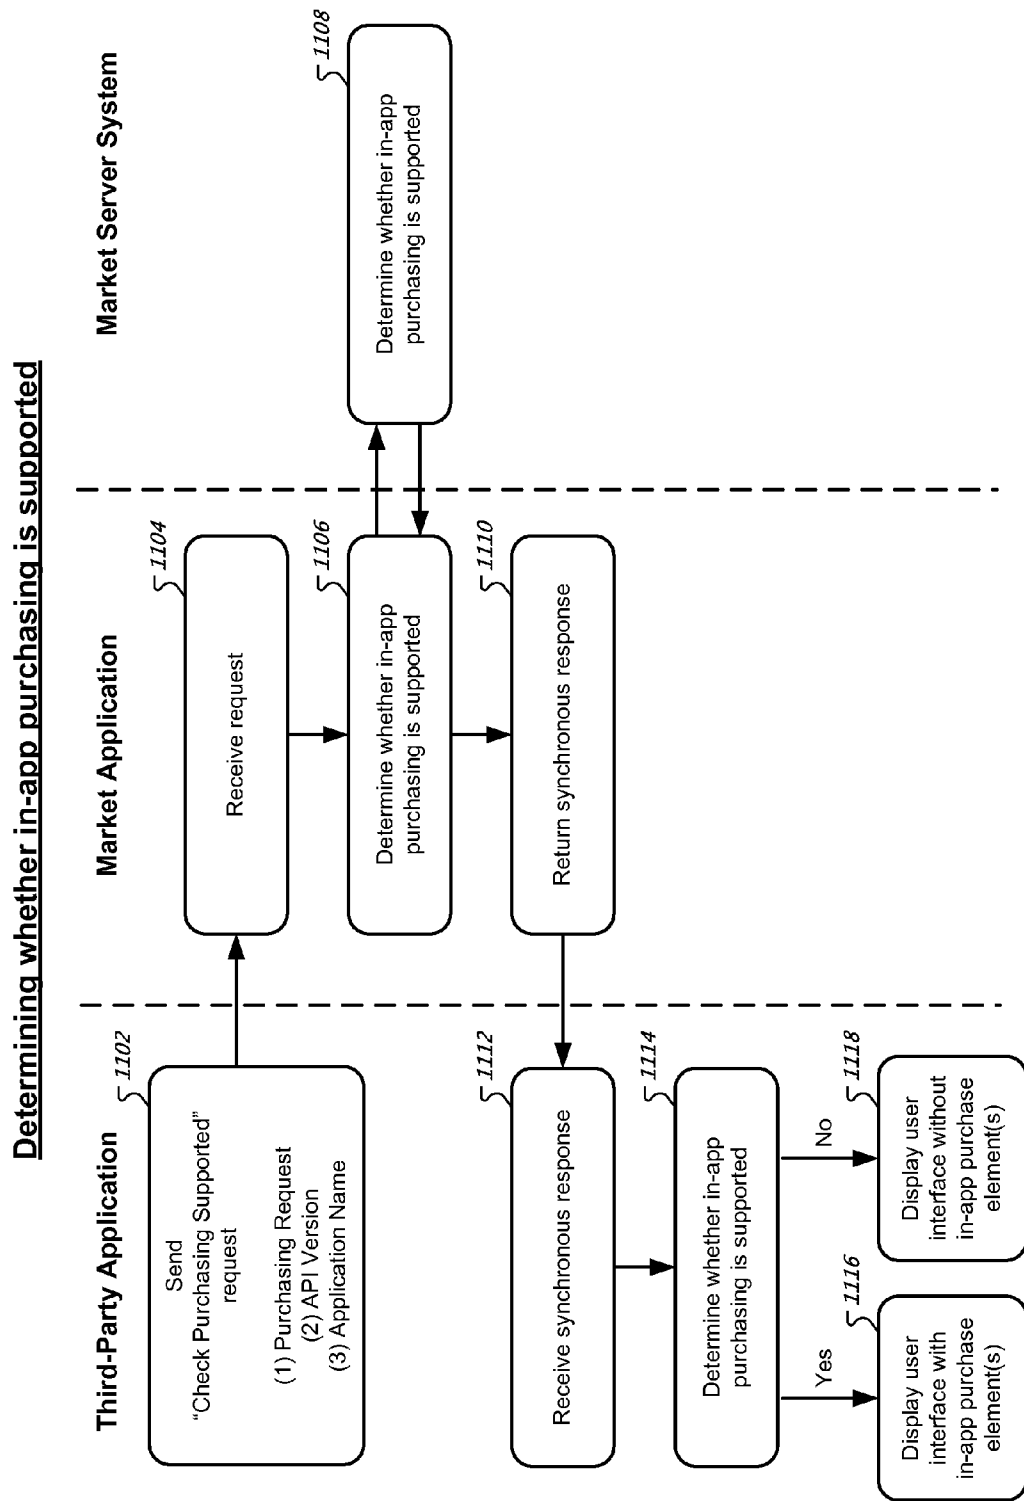 Determining whether in-app purchasing is supported
Third-Party Application
Market Application
Market Server System
1102
Send
“Check Purchasing Supported”
request
(1) Purchasing Request
(2) API Version
(3) Application Name
1104
Receive request
1106
Determine whether in-app
purchasing is supported
1108
Determine whether in-app
purchasing is supported
1110
Return synchronous response
1112
Receive synchronous response
1114
Determine whether in-app
purchasing is supported
Yes
No
1116
Display user
interface with
in-app purchase
element(s)
1118
Display user
interface without
in-app purchase
element(s)